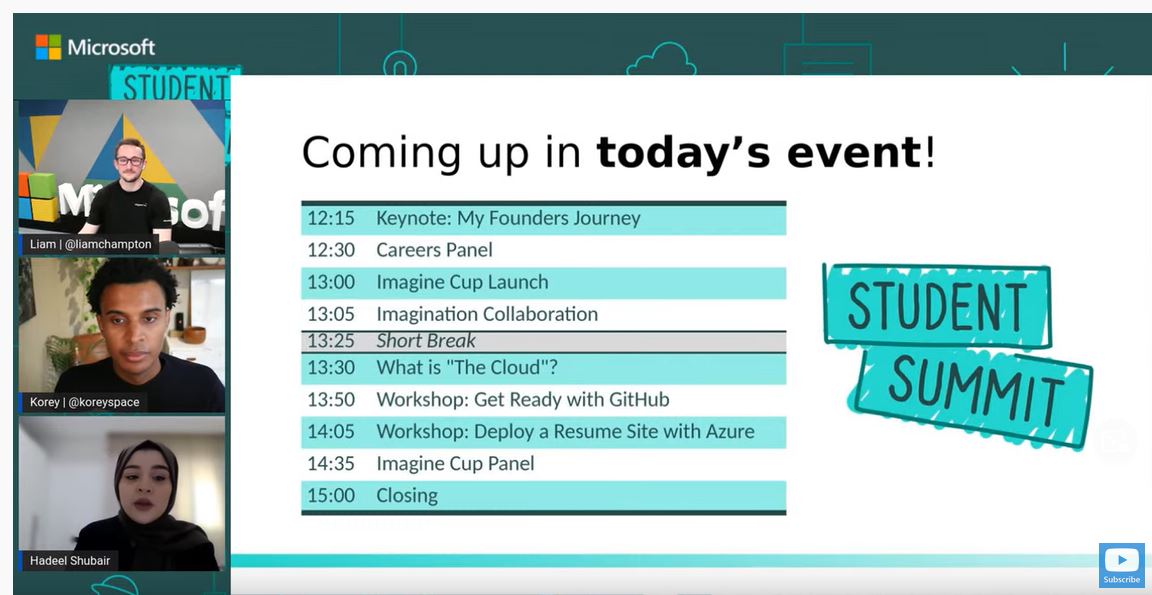 Microsoft
STUDENT
Liam | @liamchampton
Korey | @koreyspace
Hadeel Shubair
Coming up in today's event!
12:15 Keynote: My Founders Journey
12:30 Careers Panel
13:00 Imagine Cup Launch
13:05 Imagination Collaboration
13:25 Short Break
13:30 What is "The Cloud"?
13:50 Workshop: Get Ready with GitHub
14:05 Workshop: Deploy a Resume Site with Azure
14:35 Imagine Cup Panel
15:00 Closing
STUDENT
SUMMIT
Subscribe